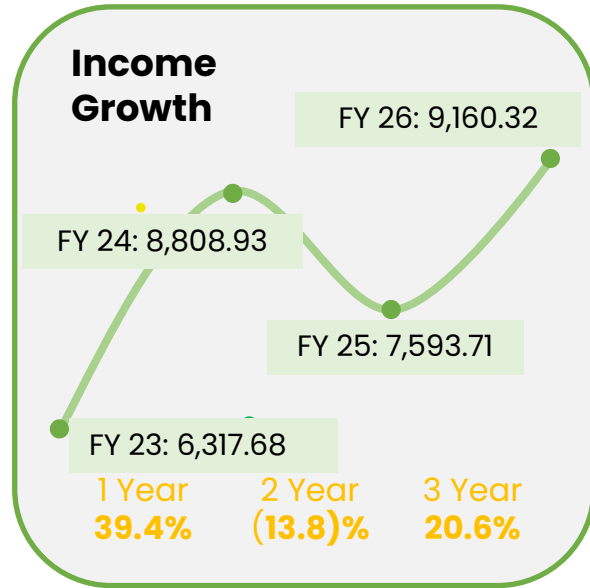 Income
Growth
FY 26: 9,160.32
FY 24: 8,808.93
FY 25: 7,593.71
FY 23: 6,317.68
1 Year 2 Year 3 Year
39.4% (13.8)% 20.6%